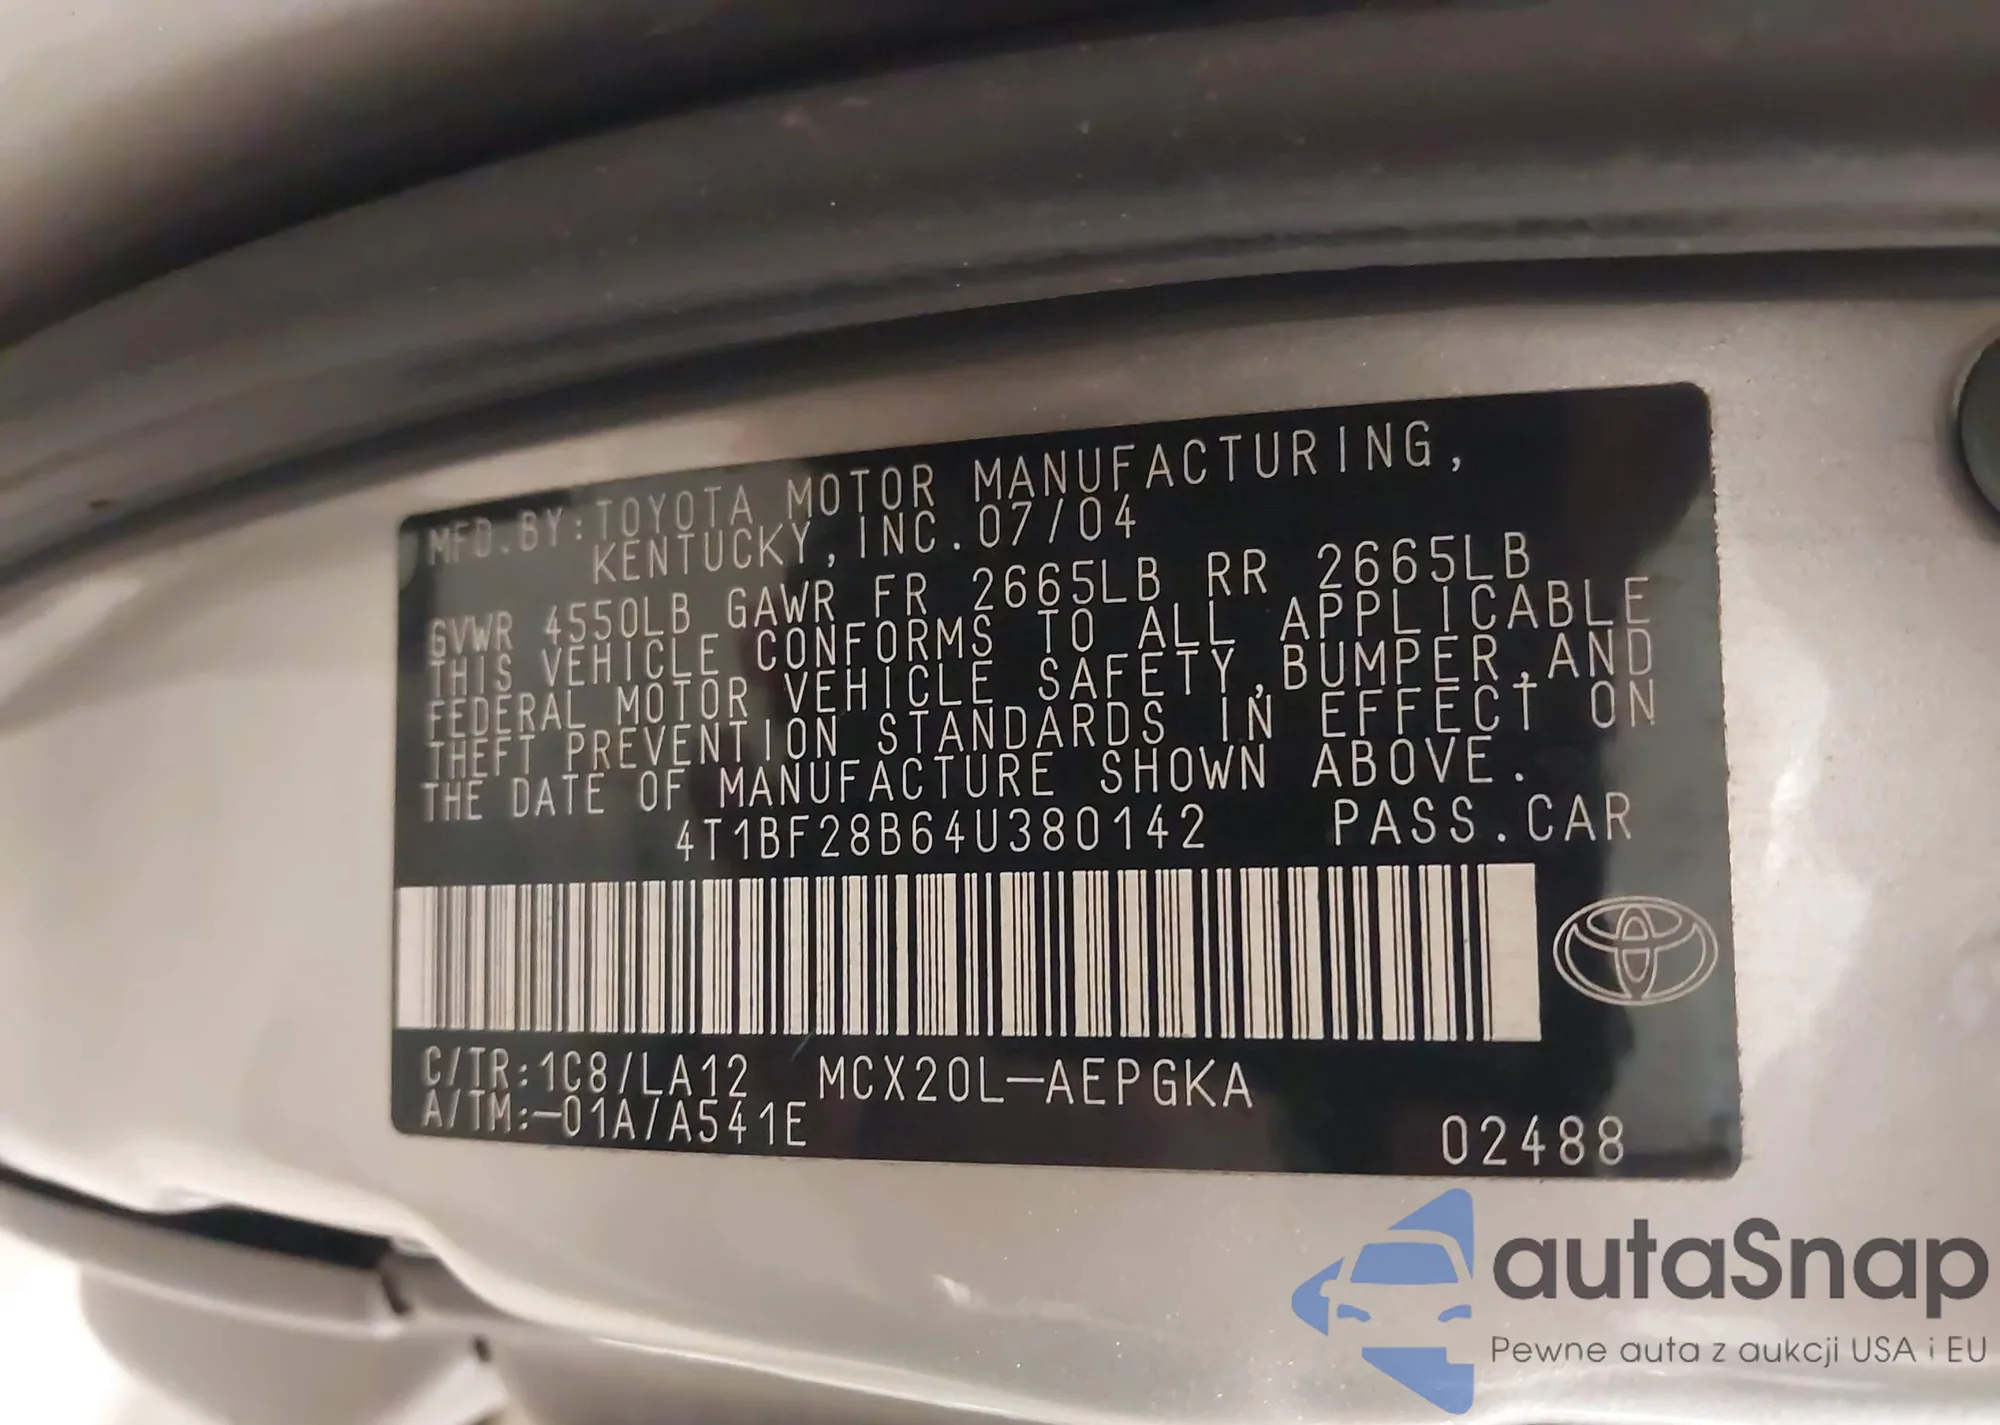 MFD.BY:TOYOTA MOTOR MANUFACTURING,
KENTUCKY,INC.07/04
GVWR 4550LB GAWR FR 2665LB RR 2665LB
THIS VEHICLE CONFORMS TO ALL APPLICABLE
FEDERAL MOTOR VEHICLE SAFETY,BUMPER,AND
THEFT PREVENTION STANDARDS IN EFFECT ON
THE DATE OF MANUFACTURE SHOWN ABOVE.
4T1BF28B64U380142 PASS.CAR
C/TR:1C8/LA12 MCX20L-AEPGKA
A/TM:-01A/A541E
02488
autaSnap
Pewne auta z aukcji USA i EU